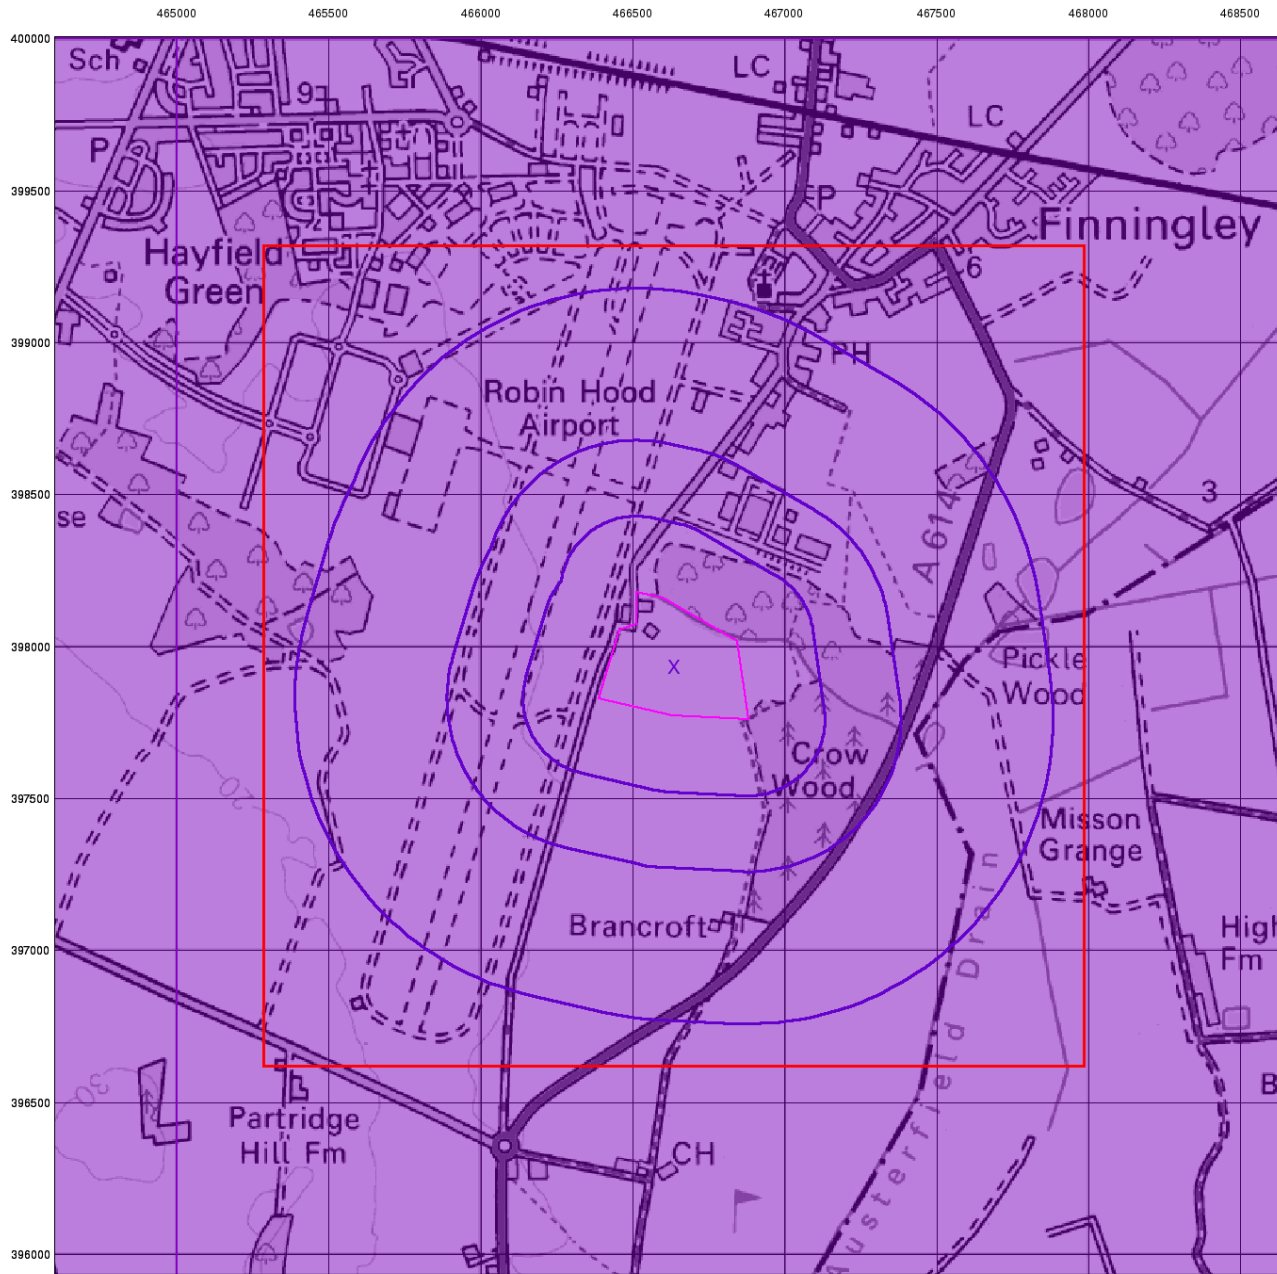 465000 465500 466000 466500 467000 467500 468000 468500
400000
Sch
LC
9
LC
P
399500
P
Finningley
Hayfield
Green
6
399000
PH
Robin Hood
Airport
398500
se
3
A 614
398000
X
Pickle
Wood
Crow
Wood
397500
20
Misson
Grange
Brancroft
High
Fm
397000
Austerfield Drain
396500
30
Partridge
Hill Fm
B
CH
396000